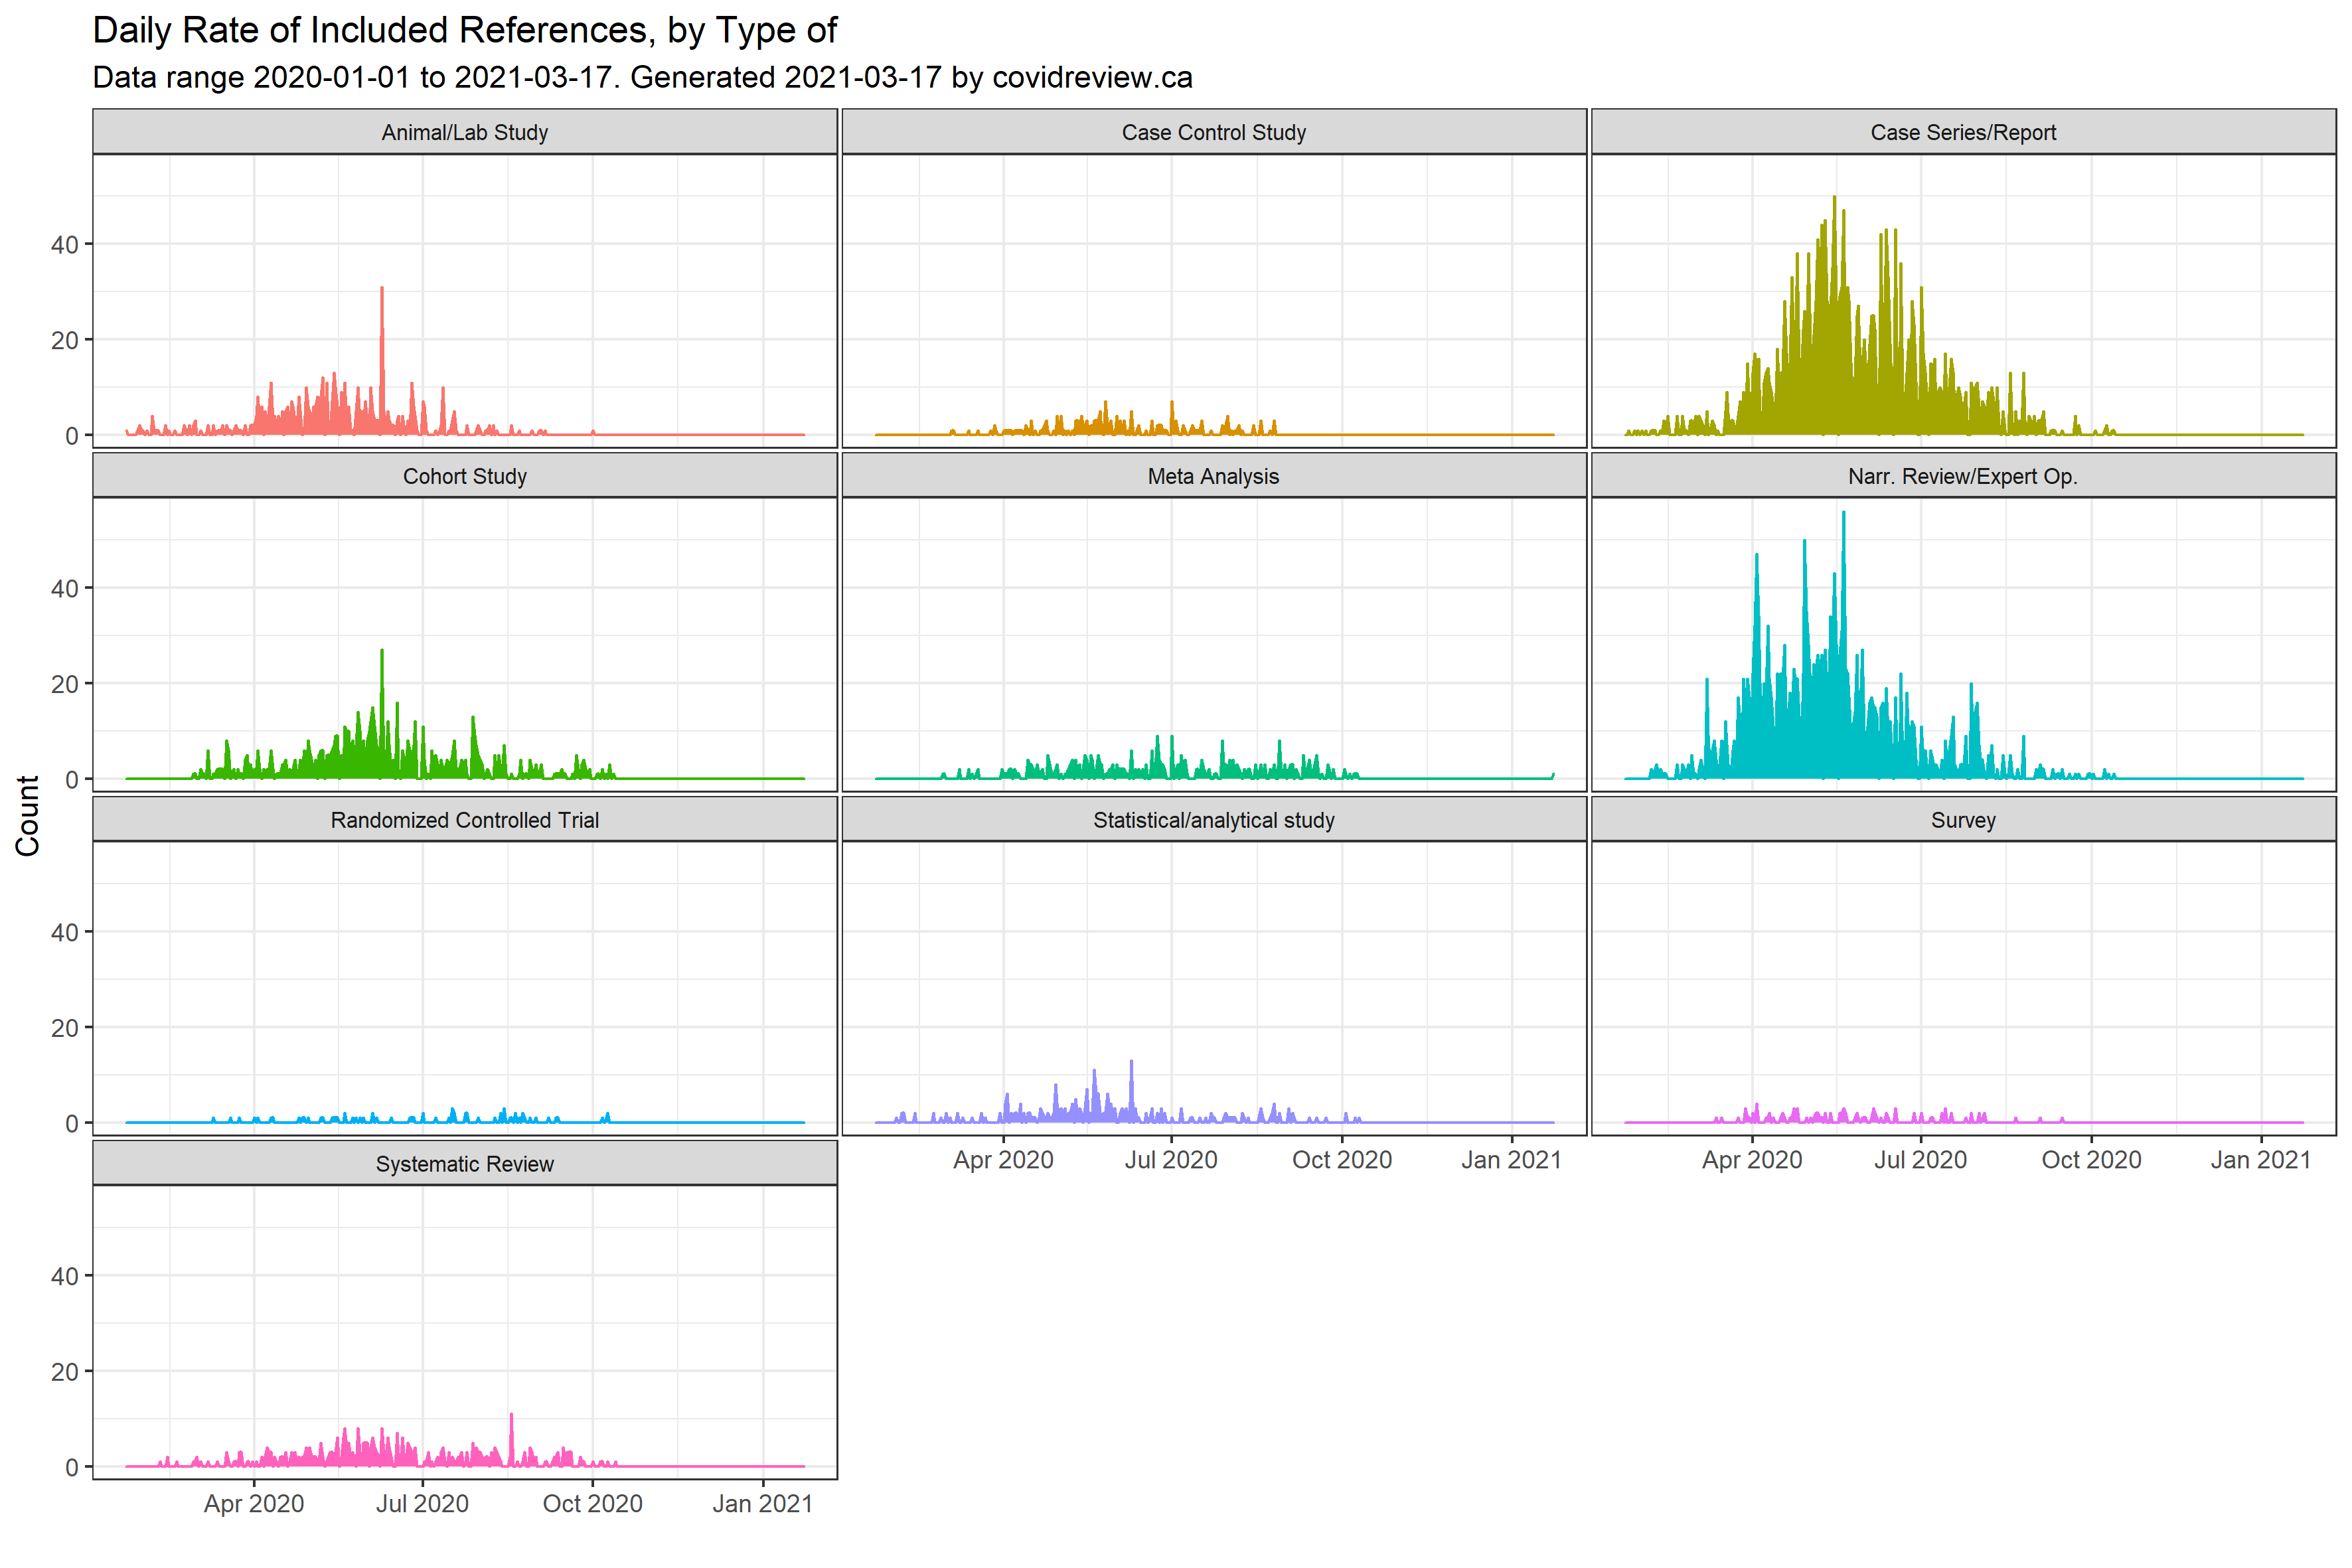 Daily Rate of Included References, by Type of
Data range 2020-01-01 to 2021-03-17. Generated 2021-03-17 by covidreview.ca
Animal/Lab Study
Case Control Study
Case Series/Report
40
20
0
Cohort Study
Meta Analysis
Narr. Review/Expert Op.
40
20
0
Count
Randomized Controlled Trial
Statistical/analytical study
Survey
40
20
0
Apr 2020 Jul 2020 Oct 2020 Jan 2021
Apr 2020 Jul 2020 Oct 2020 Jan 2021
Systematic Review
40
20
0
Apr 2020 Jul 2020 Oct 2020 Jan 2021